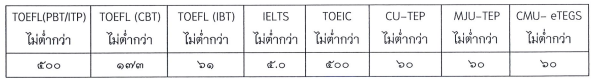 TOEFL(PBT/ITP) TOEFL (CBT) TOEFL (IBT) IELTS TOEIC CU-TEP MJU-TEP CMU- eTEGS
ไม่ต่ำกว่า ไม่ต่ำกว่า ไม่ต่ำกว่า ไม่ต่ำกว่า ไม่ต่ำกว่า ไม่ต่ำกว่า ไม่ต่ำกว่า ไม่ต่ำกว่า
๕๐๐ ๑๗๓ ๖๑ ๕.๐ ๕๐๐ ๖๐ ๖๐ ๖๐